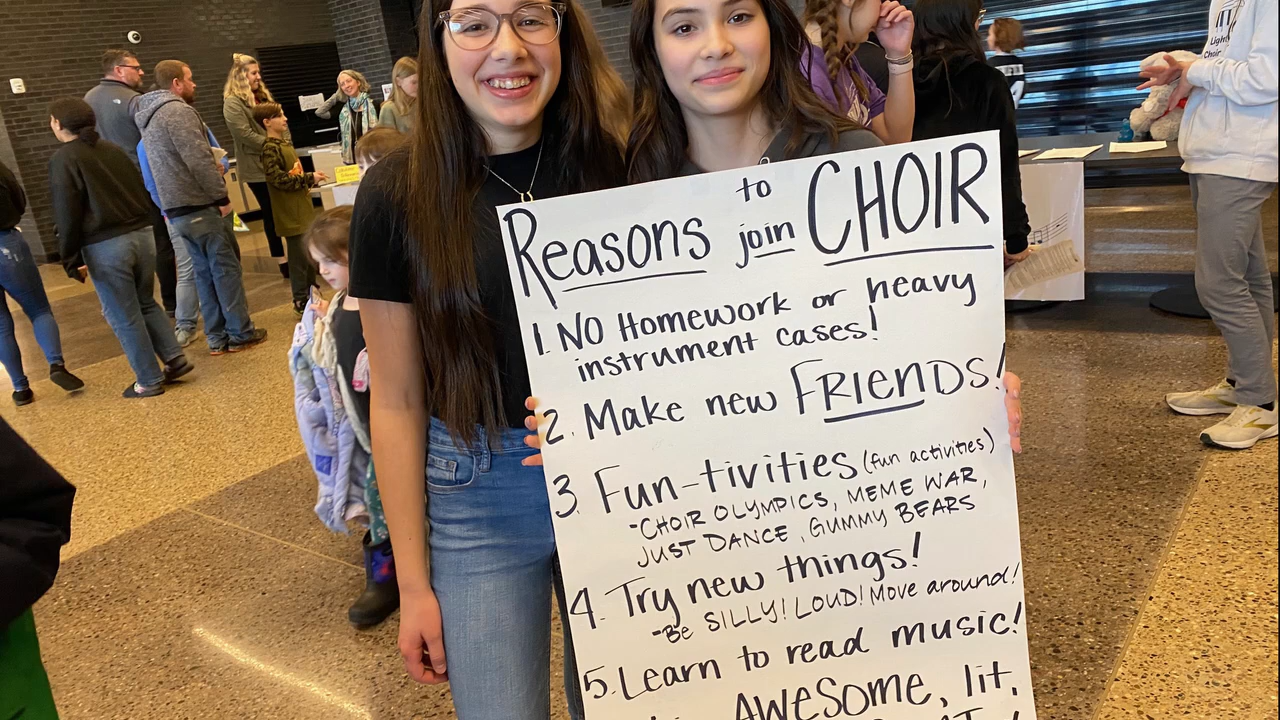 Reasons to join CHOIR
1. NO Homework or heavy
instrument cases!
2. Make new FRIENDS!
3. Fun-tivities (fun activities)
-CHOIR OLYMPICS, MEME WAR,
JUST DANCE, GUMMY BEARS
4. Try new things!
-Be SILLY! LOUD! Move around!
5. Learn to read music!
AWESOME, lit,
Choir